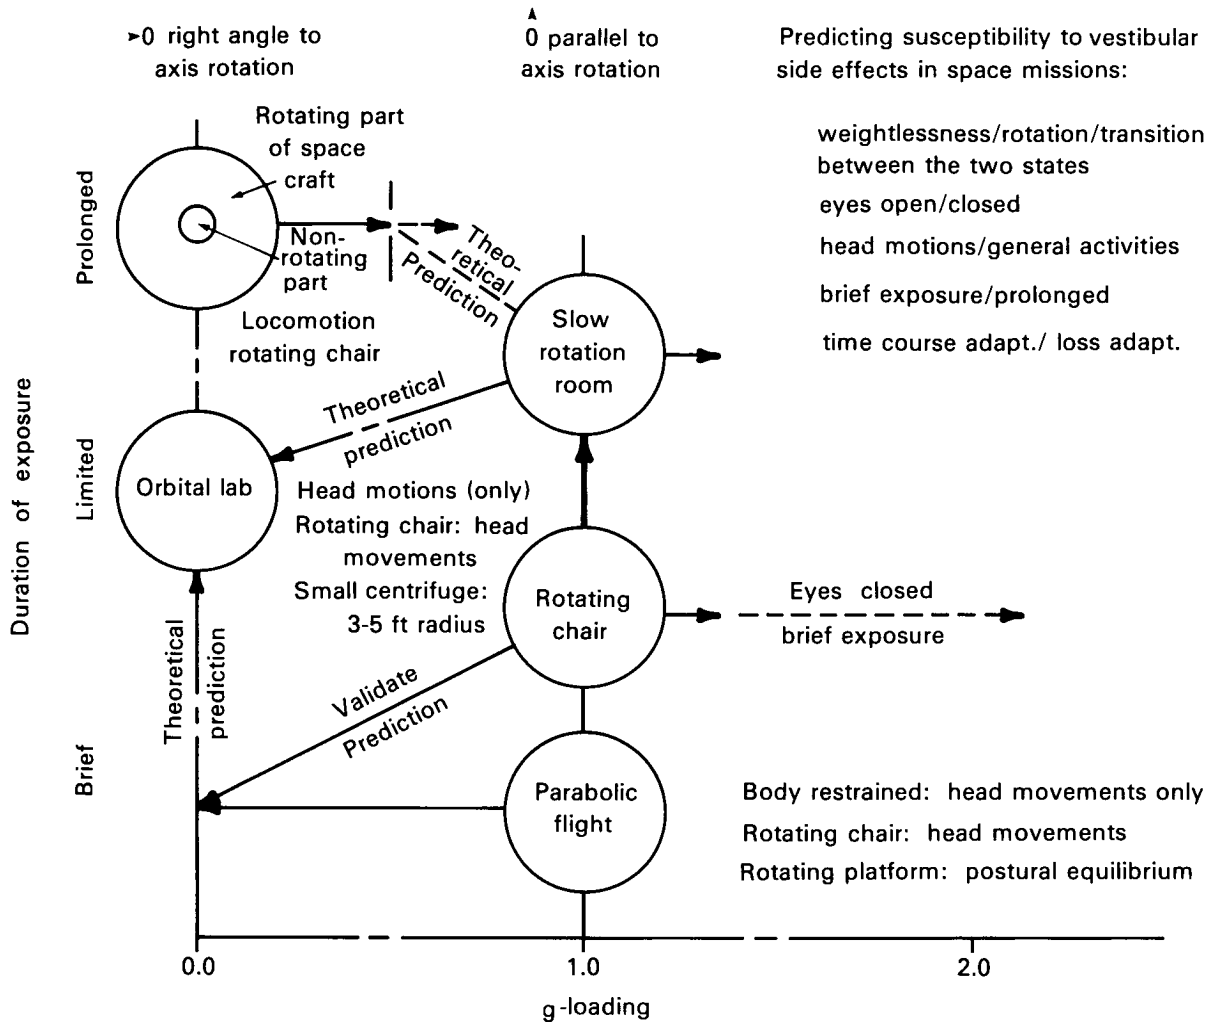 ➤0 right angle to
axis rotation
0 parallel to
axis rotation
Predicting susceptibility to vestibular
side effects in space missions:
weightlessness/rotation/transition
between the two states
eyes open/closed
head motions/general activities
brief exposure/prolonged
time course adapt./ loss adapt.
Duration of exposure
Prolonged
Limited
Brief
Rotating part
of space
craft
Non-
rotating
part
Theo-
retical
Prediction
Locomotion
rotating chair
Slow
rotation
room
Theoretical
prediction
Orbital lab
Head motions (only)
Rotating chair: head
movements
Small centrifuge:
3-5 ft radius
Rotating
chair
Eyes closed
brief exposure
Theoretical
prediction
Validate
Prediction
Parabolic
flight
Body restrained: head movements only
Rotating chair: head movements
Rotating platform: postural equilibrium
0.0
1.0
2.0
g-loading